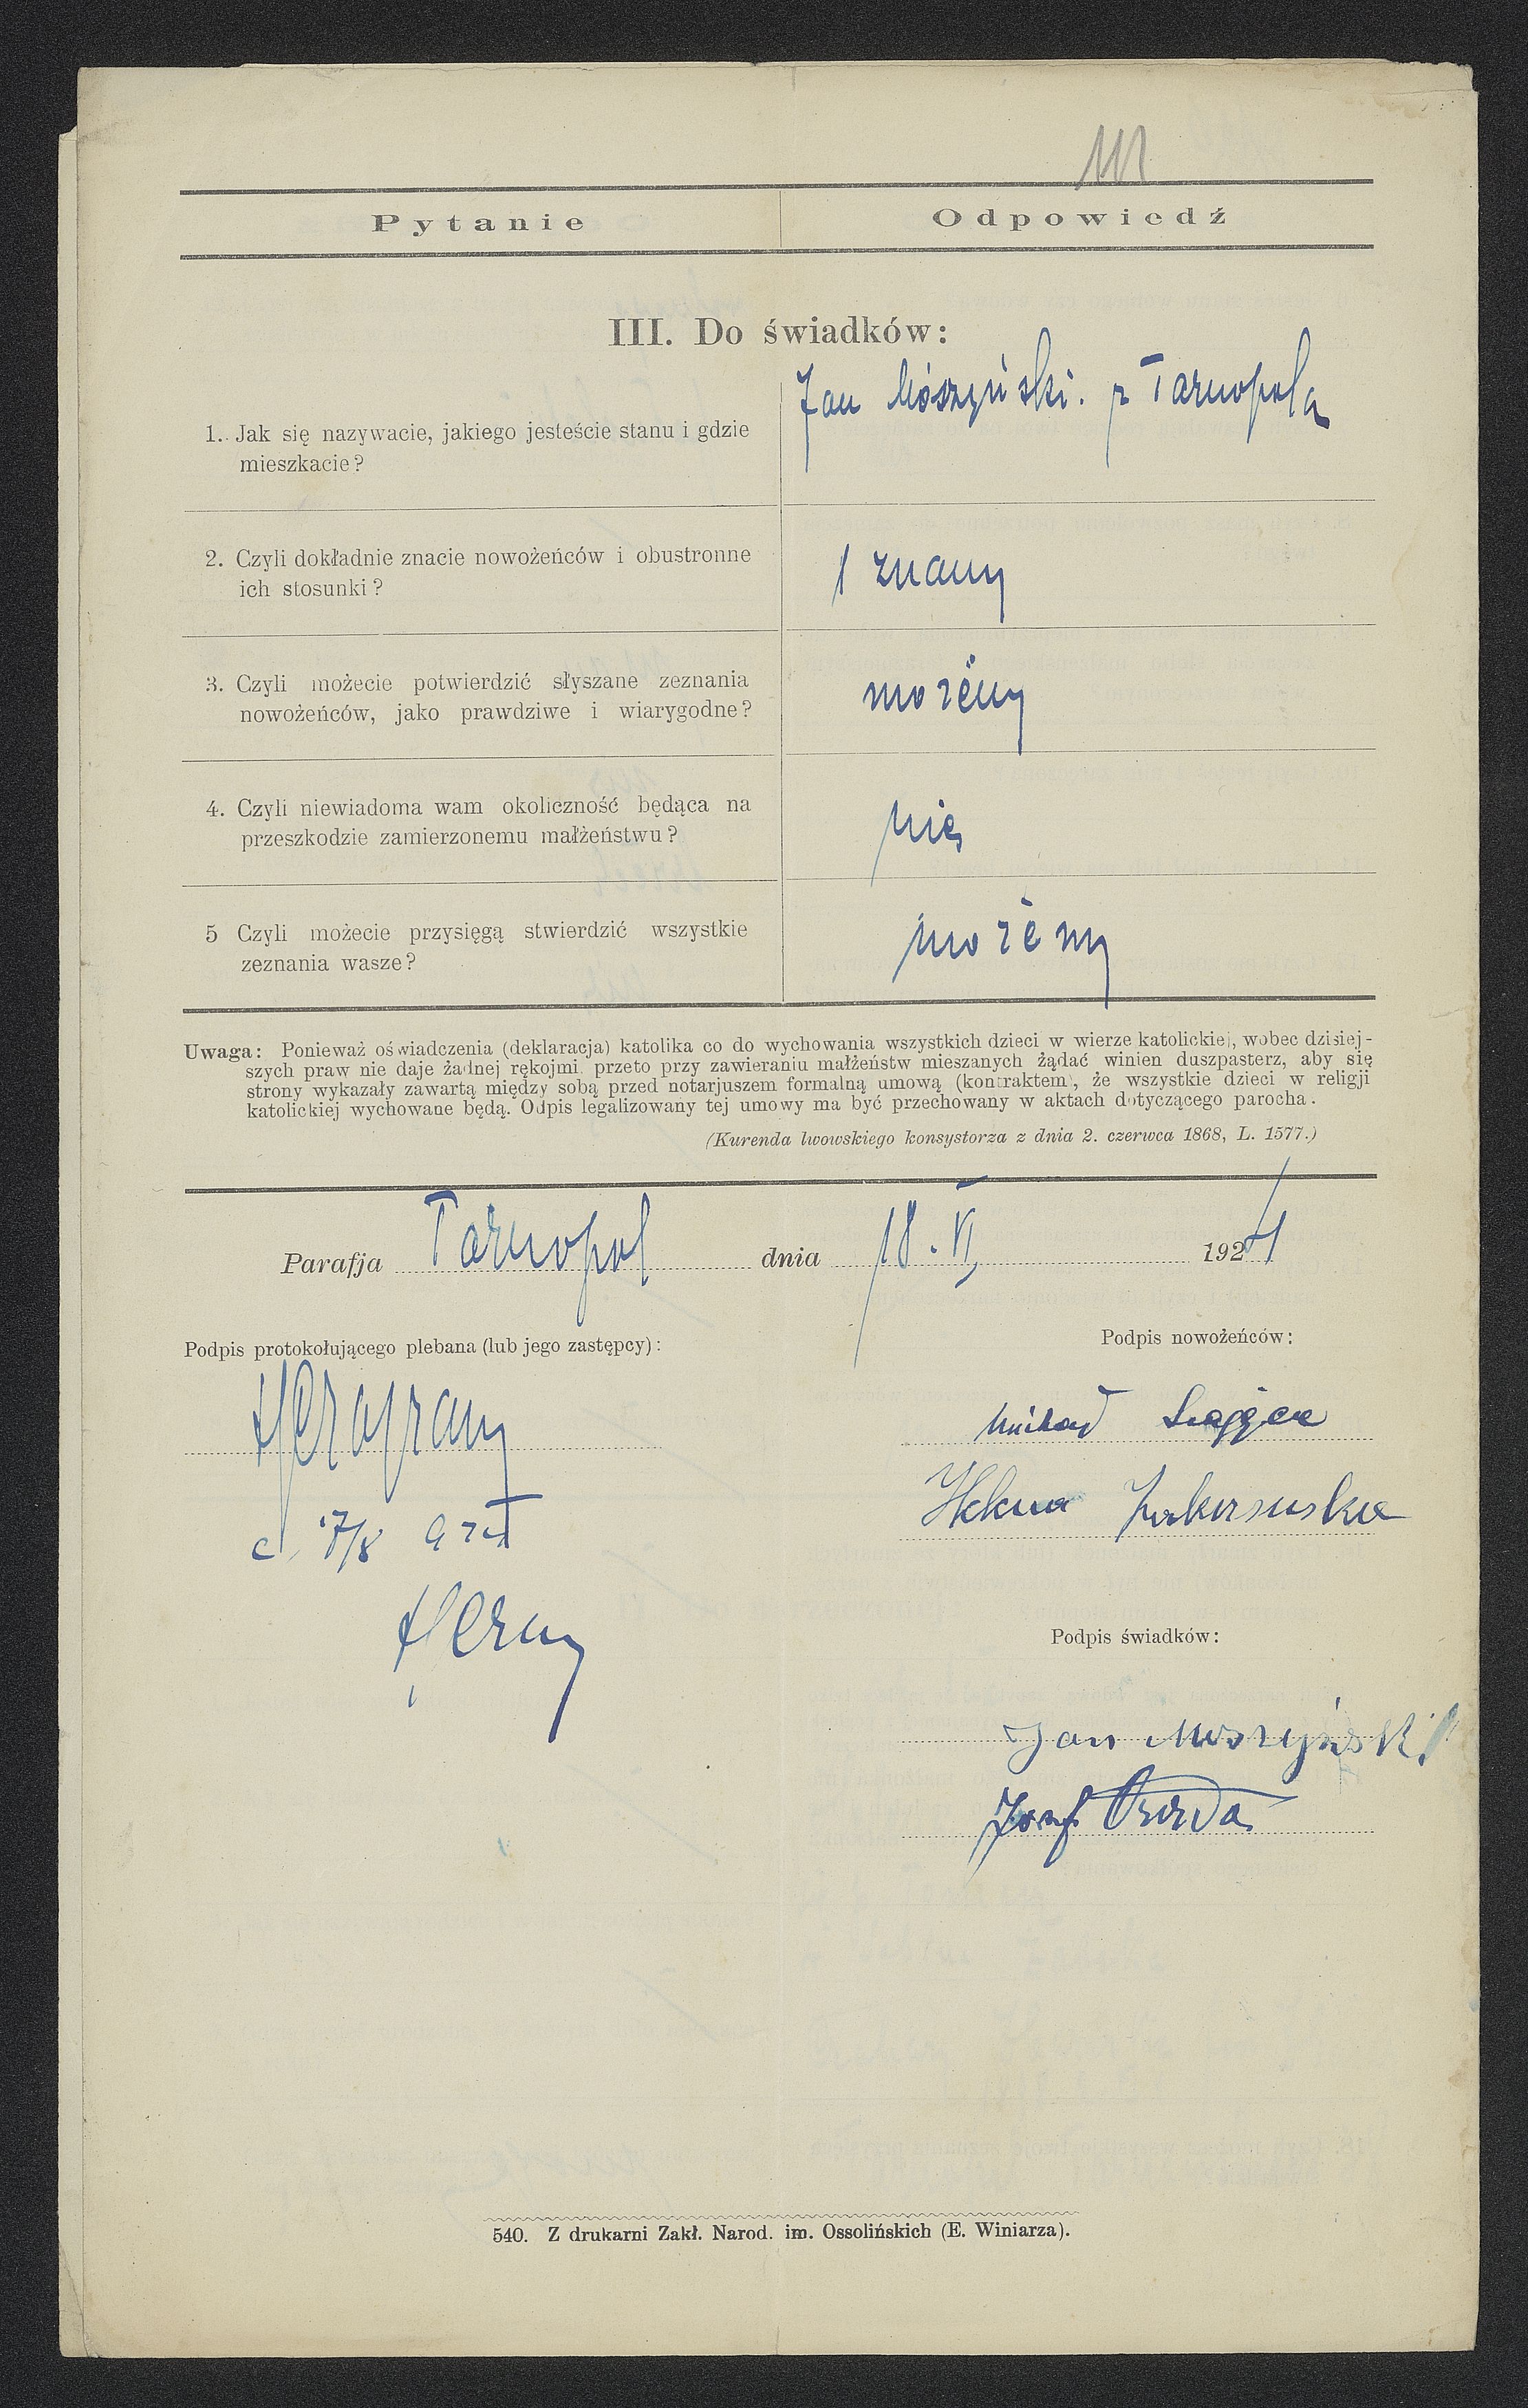 111
Pytanie
Odpowiedź
III. Do świadków:
1. Jak się nazywacie, jakiego jesteście stanu i gdzie
mieszkacie?
Jan Moszyński. z Tarnopola
2. Czyli dokładnie znacie nowożeńców i obustronne
ich stosunki?
znamy
3. Czyli możecie potwierdzić słyszane zeznania
nowożeńców, jako prawdziwe i wiarygodne?
możemy
4. Czyli niewiadoma wam okoliczność będąca na
przeszkodzie zamierzonemu małżeństwu?
nie
5 Czyli możecie przysięgą stwierdzić wszystkie
zeznania wasze?
możemy
Uwaga: Ponieważ oświadczenia (deklaracja) katolika co do wychowania wszystkich dzieci w wierze katolickiej, wobec dzisiej-
szych praw nie daje żadnej rękojmi, przeto przy zawieraniu małżeństw mieszanych żądać winien duszpasterz, aby się
strony wykazały zawartą między sobą przed notarjuszem formalną umową (kontraktem), że wszystkie dzieci w religji
katolickiej wychowane będą. Odpis legalizowany tej umowy ma być przechowany w aktach dotyczącego parocha.
(Kurenda lwowskiego konsystorza z dnia 2. czerwca 1868, L. 1577.)
Parafja Tarnopol dnia 18. VI 1924
Podpis protokołującego plebana (lub jego zastępcy):
Podpis nowożeńców:
Michał
Helena
Podpis świadków:
Jan Moszyński
Józef
540. Z drukarni Zakł. Narod. im. Ossolińskich (E. Winiarza).